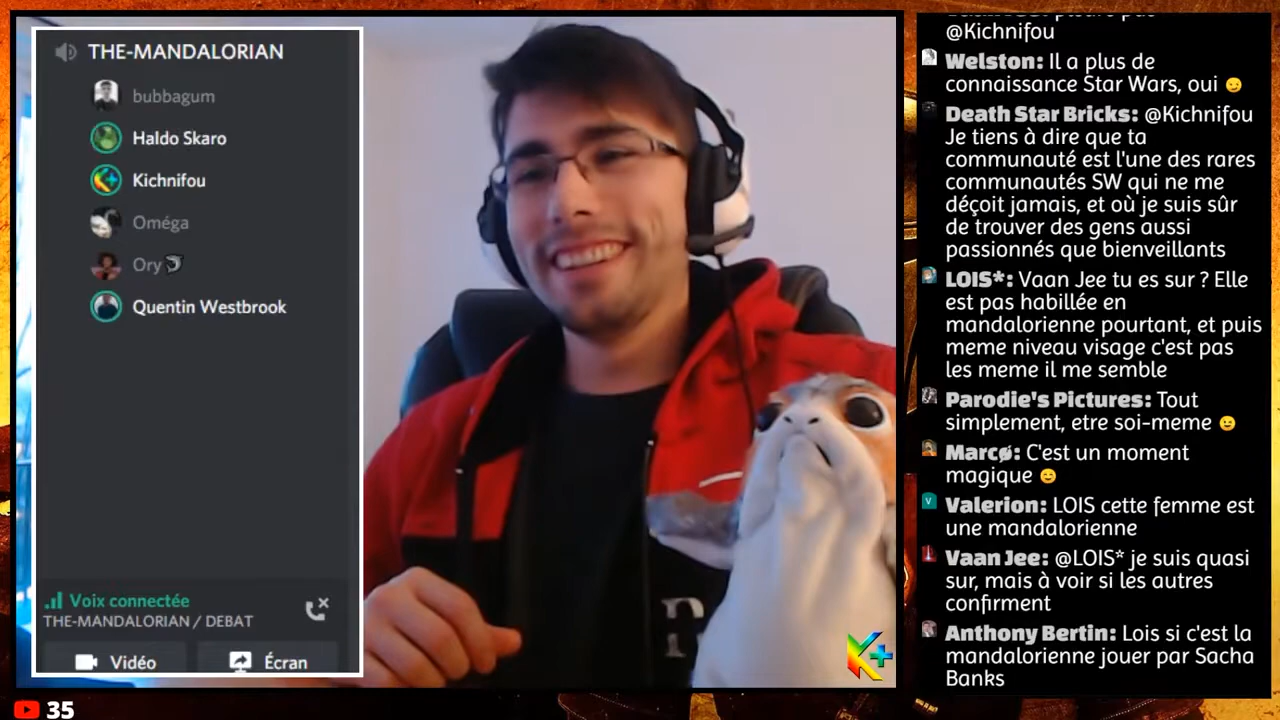 THE-MANDALORIAN
bubbagum
Haldo Skaro
Kichnifou
Oméga
Ory
Quentin Westbrook
Voix connectée
THE-MANDALORIAN / DEBAT
Vidéo
Écran
K+
35
@Kichnifou
Welston: Il a plus de
connaissance Star Wars, oui 😏
Death Star Bricks: @Kichnifou
Je tiens à dire que ta
communauté est l'une des rares
communautés SW qui ne me
déçoit jamais, et où je suis sûr
de trouver des gens aussi
passionnés que bienveillants
LOIS*: Vaan Jee tu es sur ? Elle
est pas habillée en
mandalorienne pourtant, et puis
meme niveau visage c'est pas
les meme il me semble
Parodie's Pictures: Tout
simplement, etre soi-meme 😉
Marcø: C'est un moment
magique ☺️
V
Valerion: LOIS cette femme est
une mandalorienne
Vaan Jee: @LOIS* je suis quasi
sur, mais à voir si les autres
confirment
Anthony Bertin: Lois si c'est la
mandalorienne jouer par Sacha
Banks